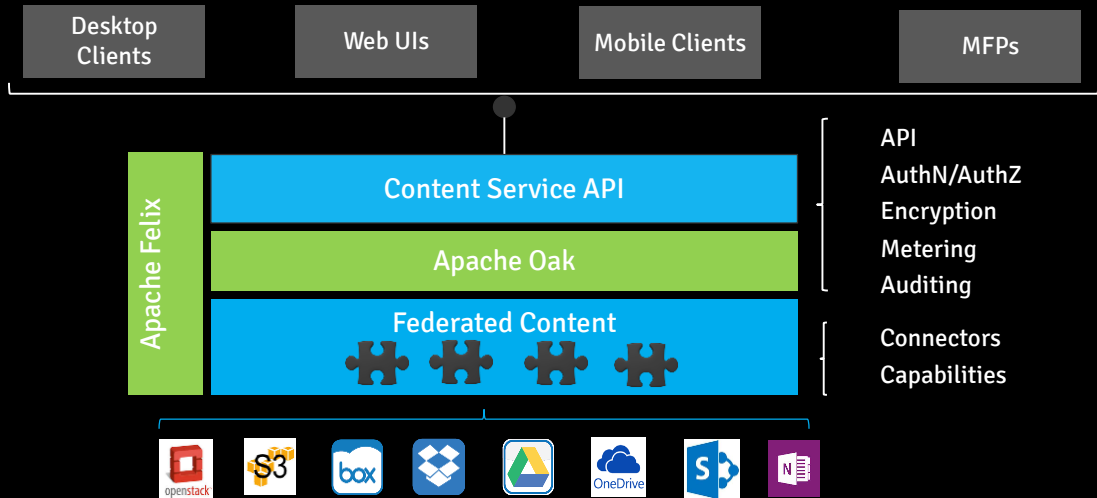 Desktop
Clients
Web UIs
Mobile Clients
MFPs
Apache Felix
Content Service API
Apache Oak
Federated Content
API
AuthN/AuthZ
Encryption
Metering
Auditing
Connectors
Capabilities
openstack
S3
box
OneDrive
S
N